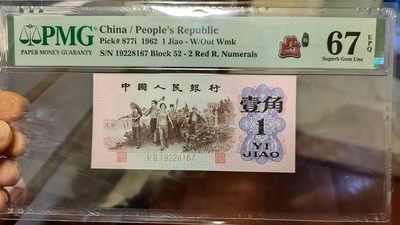 PMG
PAPER MONEY GUARANTY
China / People's Republic
Pick# 877i 1962 1 Jiao - W/Out Wmk
S/N 19228167 Block 52 - 2 Red R. Numerals
67 EPQ
Superb Gem Unc
中国人民银行
壹角
1
YI
JIAO
19228167